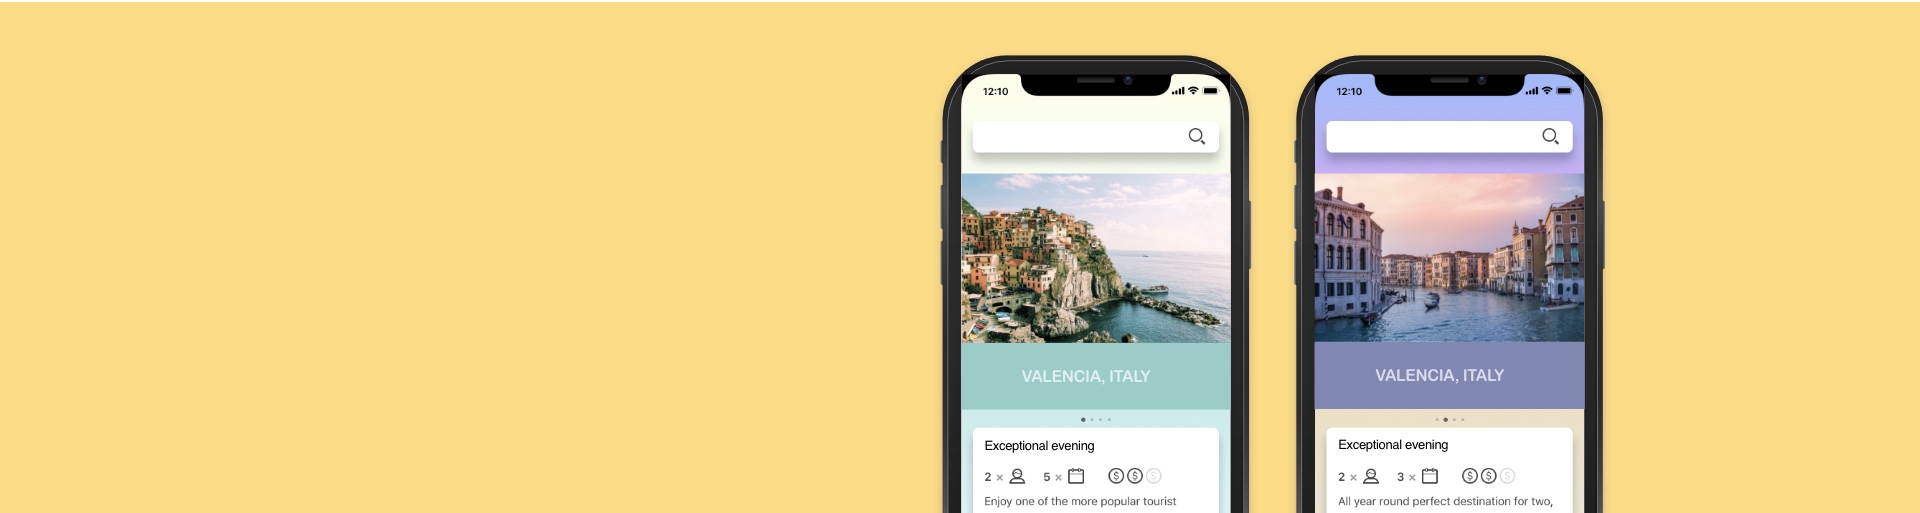 12:10
VALENCIA, ITALY
Exceptional evening
2 × 5 ×
Enjoy one of the more popular tourist
12:10
VALENCIA, ITALY
Exceptional evening
2 × 3 ×
All year round perfect destination for two,